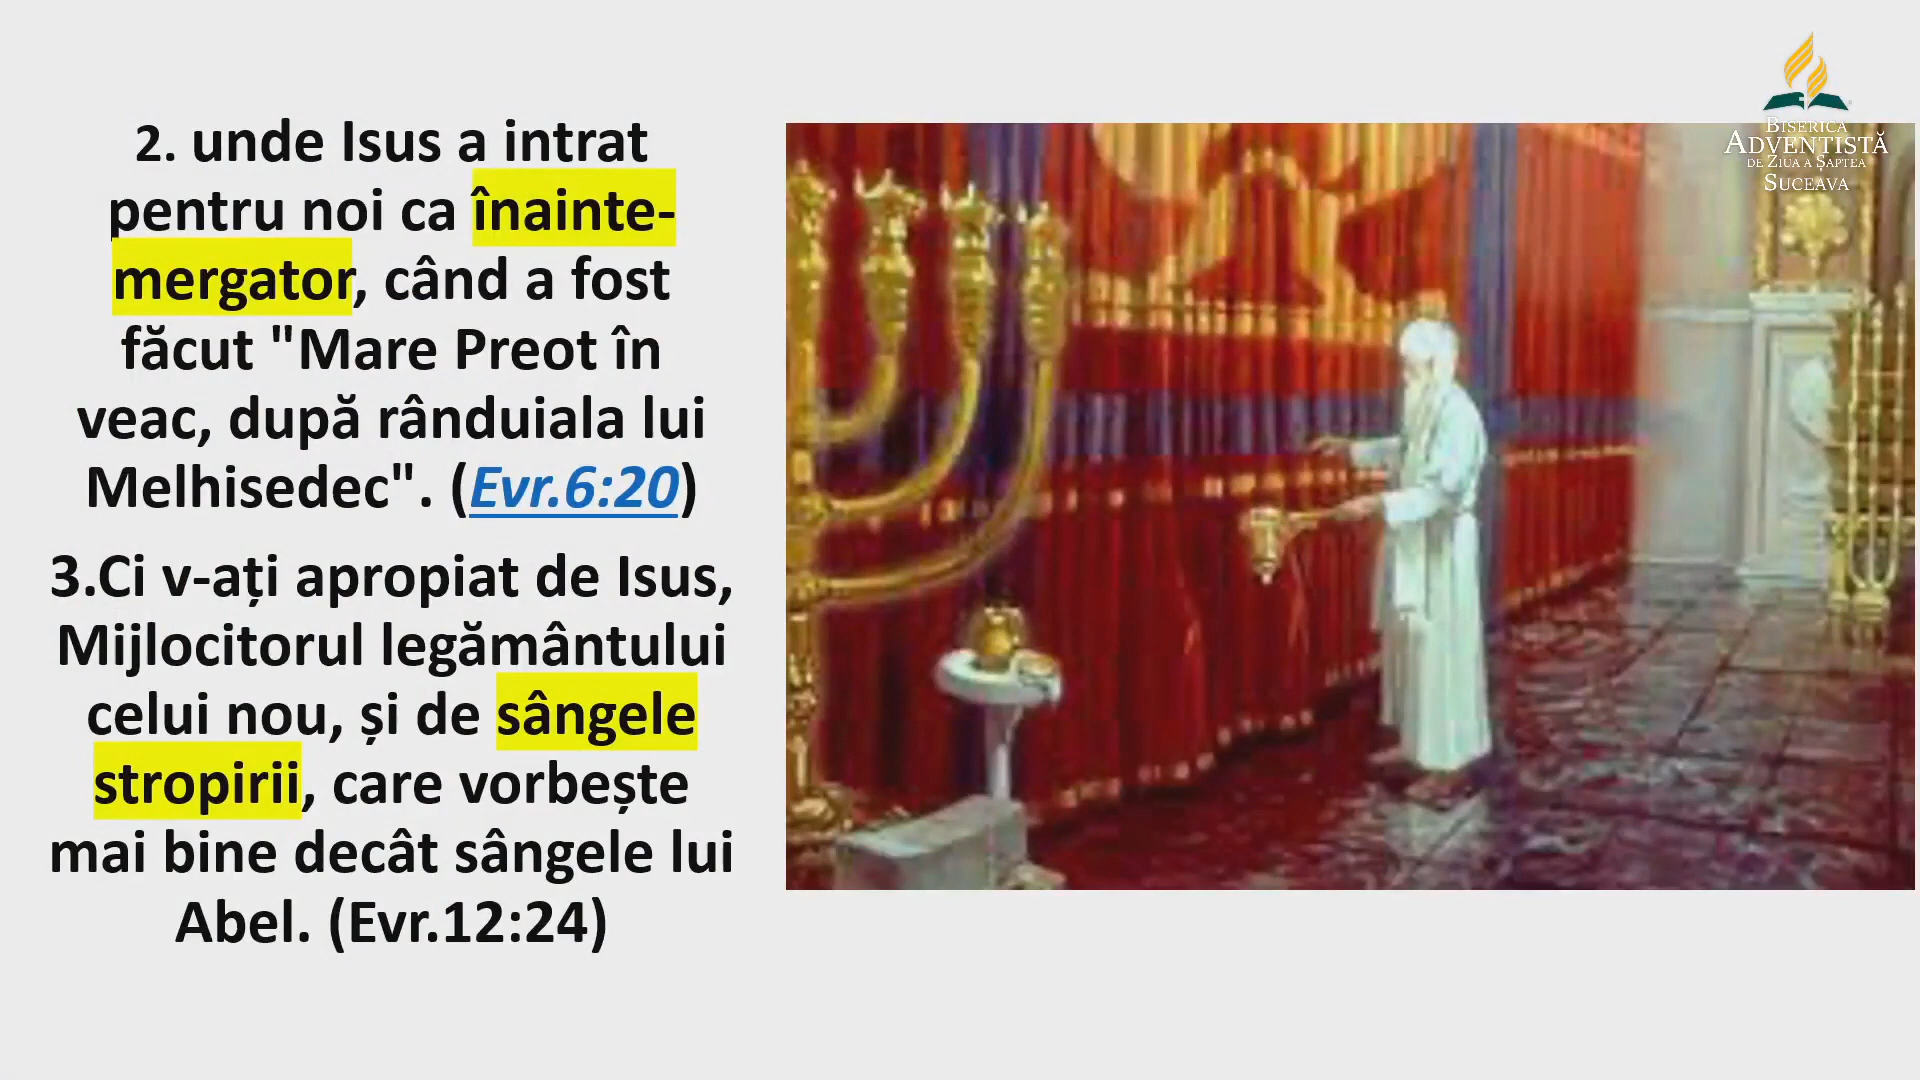 2. unde Isus a intrat
pentru noi ca înainte-
mergator, când a fost
făcut "Mare Preot în
veac, după rânduiala lui
Melhisedec". (Evr.6:20)
3.Ci v-ați apropiat de Isus,
Mijlocitorul legământului
celui nou, și de sângele
stropirii, care vorbește
mai bine decât sângele lui
Abel. (Evr.12:24)
BISERICA
ADVENTISTĂ
DE ZIUA A ȘAPTEA
SUCEAVA